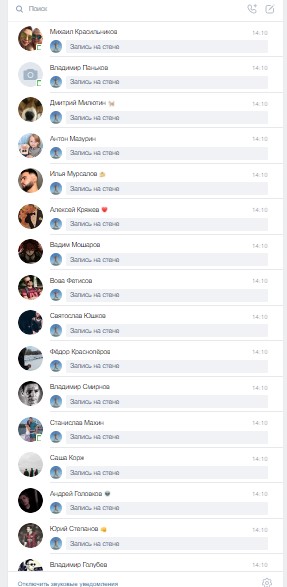 Поиск
Михаил Красильников 14:10
Запись на стене
Владимир Паньков 14:10
Запись на стене
Дмитрий Милютин 14:10
Запись на стене
Антон Мазурин 14:10
Запись на стене
Илья Мурсалов 14:10
Запись на стене
Алексей Кряжев 14:10
Запись на стене
Вадим Мошаров 14:10
Запись на стене
Вова Фетисов 14:10
Запись на стене
Святослав Юшков 14:10
Запись на стене
Фёдор Краснопёров 14:10
Запись на стене
Владимир Смирнов 14:10
Запись на стене
Станислав Махин 14:10
Запись на стене
Саша Корж 14:10
Запись на стене
Андрей Головков 14:10
Запись на стене
Юрий Степанов 14:10
Запись на стене
Владимир Голубев 14:10
Отключить звуковые уведомления